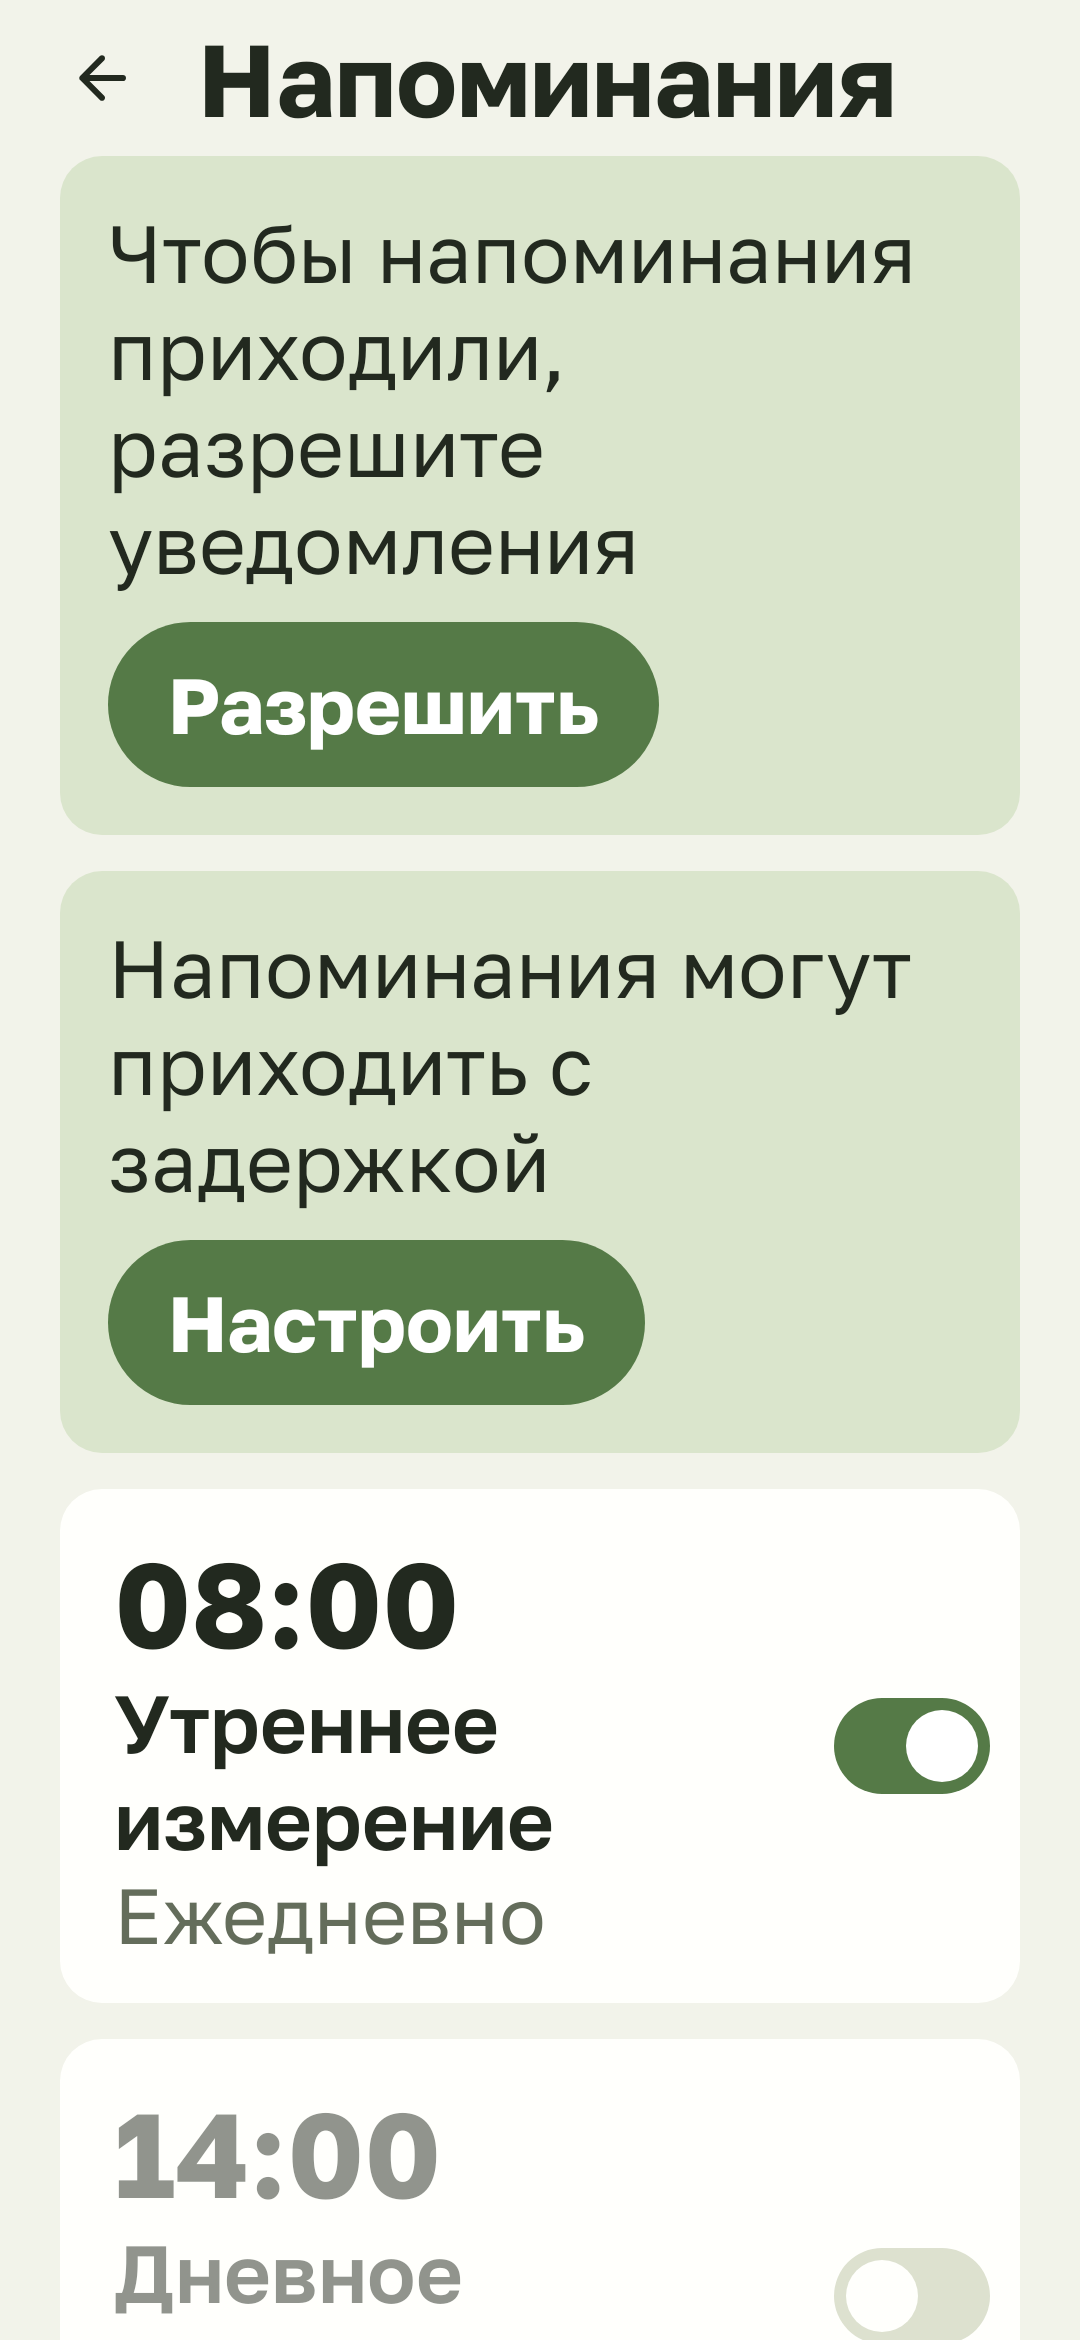 Напоминания
Чтобы напоминания
приходили,
разрешите
уведомления
Разрешить
Напоминания могут
приходить с
задержкой
Настроить
08:00
Утреннее
измерение
Ежедневно
14:00
Дневное